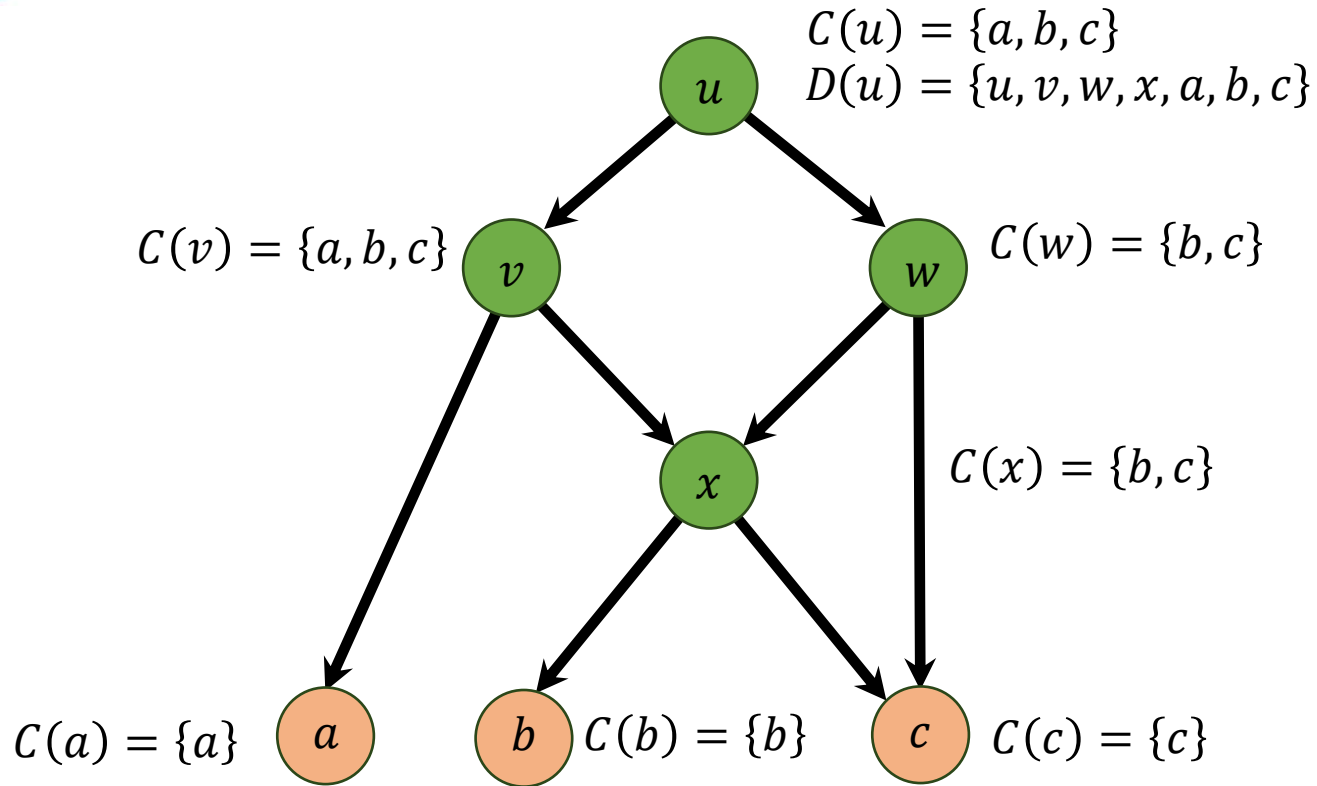 C(u) = {a, b, c}
D(u) = {u, v, w, x, a, b, c}
u
C(v) = {a, b, c}
v
w
C(w) = {b, c}
x
C(x) = {b, c}
C(a) = {a}
a
b
C(b) = {b}
c
C(c) = {c}